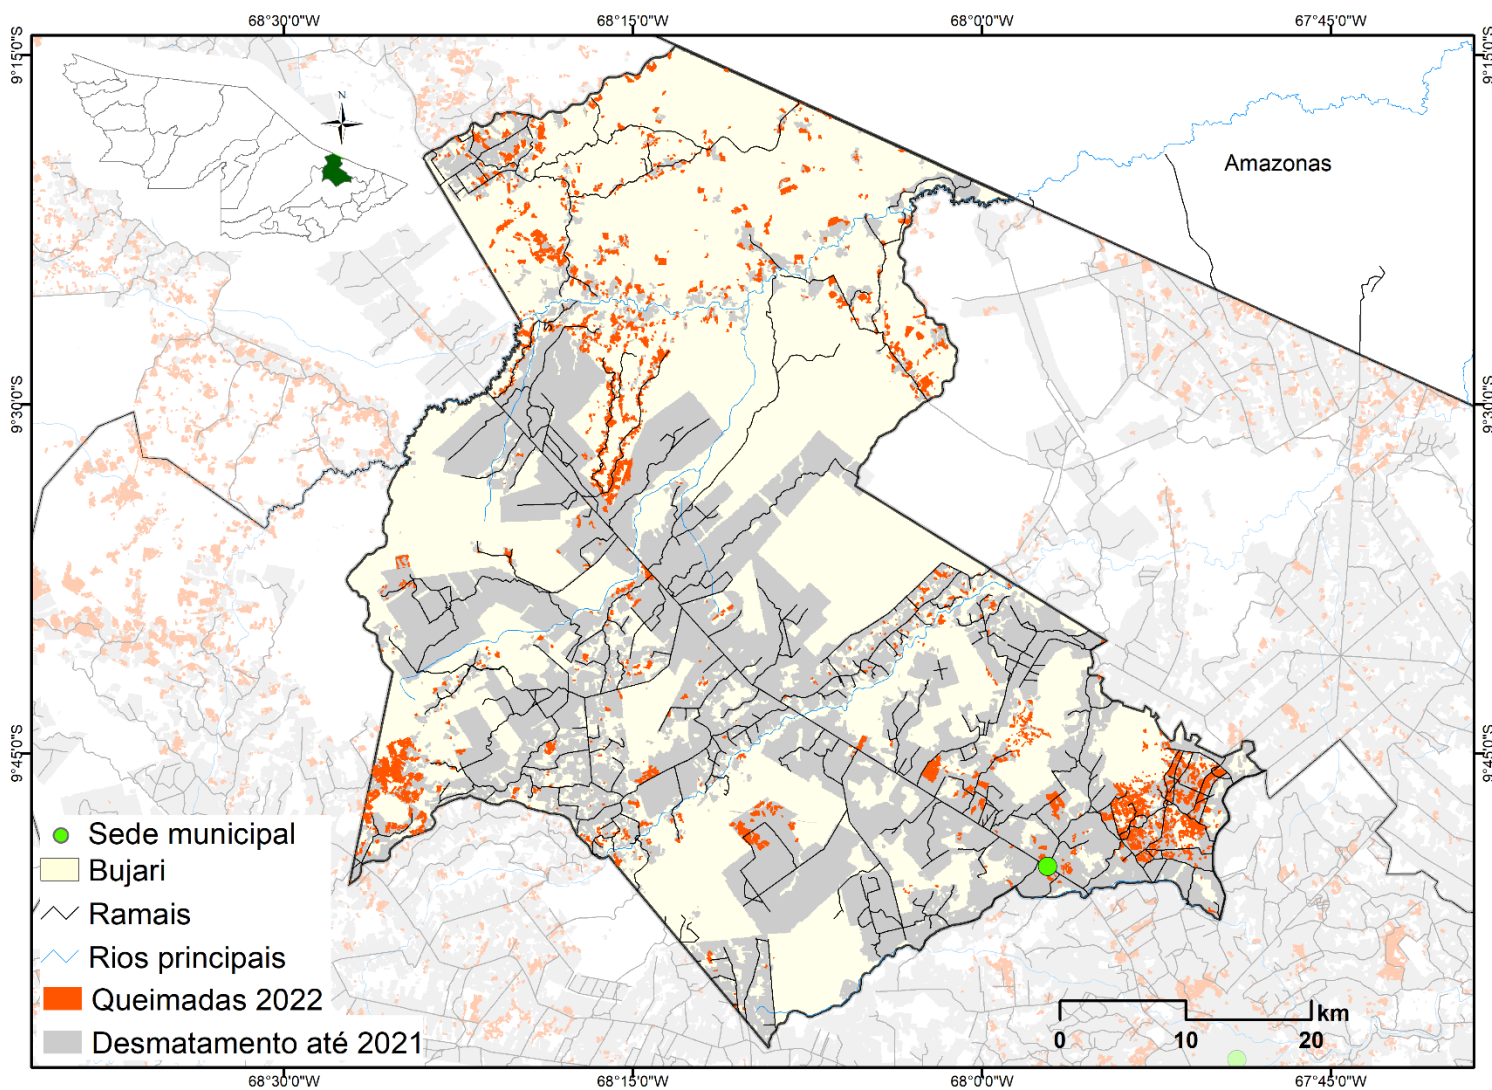 68°30'0"W 68°15'0"W 68°0'0"W 67°45'0"W
9°15'0"S 9°15'0"S
N
Amazonas
9°30'0"S 9°30'0"S
9°45'0"S 9°45'0"S
Sede municipal
Bujari
Ramais
Rios principais
Queimadas 2022
Desmatamento até 2021
km
0 10 20
68°30'0"W 68°15'0"W 68°0'0"W 67°45'0"W